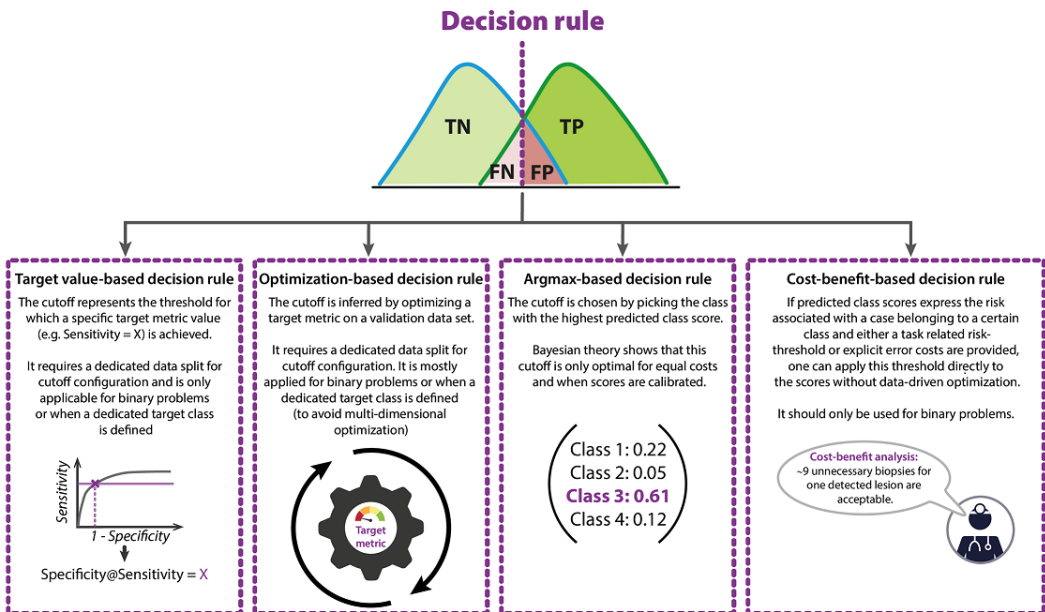 Decision rule
TN
TP
FN
FP
Target value-based decision rule
The cutoff represents the threshold for
which a specific target metric value
(e.g. Sensitivity = X) is achieved.
It requires a dedicated data split for
cutoff configuration and is only
applicable for binary problems
or when a dedicated target class
is defined
Sensitivity
1 - Specificity
Specificity@Sensitivity = X
Optimization-based decision rule
The cutoff is inferred by optimizing a
target metric on a validation data set.
It requires a dedicated data split for
cutoff configuration. It is mostly
applied for binary problems or when a
dedicated target class is defined
(to avoid multi-dimensional
optimization)
Target
metric
Argmax-based decision rule
The cutoff is chosen by picking the class
with the highest predicted class score.
Bayesian theory shows that this
cutoff is only optimal for equal costs
and when scores are calibrated.
Class 1: 0.22
Class 2: 0.05
Class 3: 0.61
Class 4: 0.12
Cost-benefit-based decision rule
If predicted class scores express the risk
associated with a case belonging to a certain
class and either a task related risk-
threshold or explicit error costs are provided,
one can apply this threshold directly to
the scores without data-driven optimization.
It should only be used for binary problems.
Cost-benefit analysis:
~9 unnecessary biopsies for
one detected lesion are
acceptable.